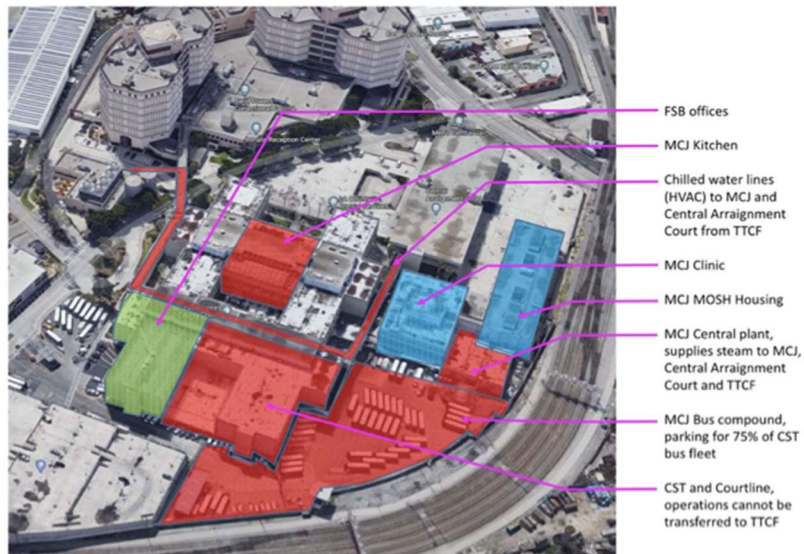 FSB offices
MCJ Kitchen
Chilled water lines
(HVAC) to MCJ and
Central Arraignment
Court from TTCF
MCJ Clinic
MCJ MOSH Housing
MCJ Central plant,
supplies steam to MCJ,
Central Arraignment
Court and TTCF
MCJ Bus compound,
parking for 75% of CST
bus fleet
CST and Courtline,
operations cannot be
transferred to TTCF
Reception Center